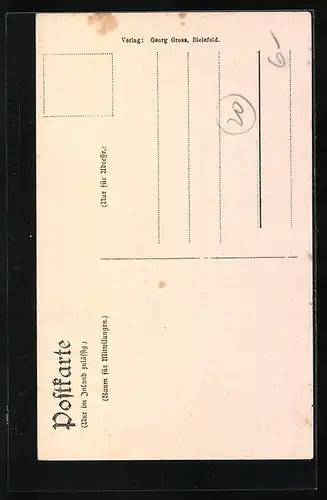 Postkarte
(Nur im Inland zulässig.)
(Raum für Mitteilungen.)
(Nur für Adresse.)
Verlag: Georg Gross, Bielefeld.
20
6-